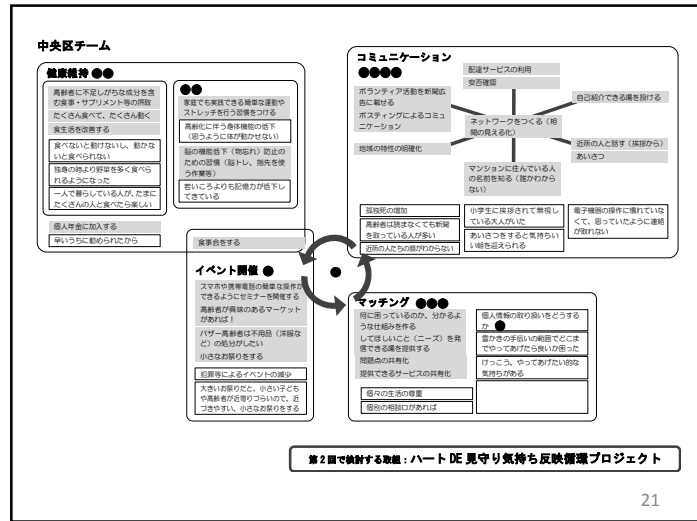 中央区チーム
健康維持 ●●
高齢者に不足しがちな成分を含
む食事・サプリメント等の摂取
たくさん食べて、たくさん動く
食生活を改善する
食べないと動けないし、動かな
いと食べられない
独身の時より野菜を多く食べら
れるようになった
一人で暮らしている人が、たまに
たくさんの人と食べたら楽しい
個人年金に加入する
早いうちに勧められたから
●●
家庭でも実践できる簡単な運動や
ストレッチを行う習慣をつける
高齢化に伴う身体機能の低下
（思うように体が動かせない）
脳の機能低下（物忘れ）防止の
ための習慣（脳トレ、指先を使
う作業等）
若いころよりも記憶力が低下し
てきている
コミュニケーション
●●●●
配達サービスの利用
安否確認
ボランティア活動を新聞広
告に載せる
ポスティングによるコミュ
ニケーション
自己紹介できる場を設ける
ネットワークをつくる（相
関の見える化）
地域の特性の明確化
近所の人と話す（挨拶から）
あいさつ
マンションに住んでいる人
の名前を知る（誰かわから
ない）
孤独死の増加
高齢者は読まなくても新聞
を取っている人が多い
近所の人たちの顔がわからない
小学生に挨拶されて無視し
ている大人がいた
あいさつをすると気持ちい
い朝を迎えられる
電子機器の操作に慣れていな
くて、思っていたように連絡
が取れない
食事会をする
イベント開催 ●
スマホや携帯電話の簡単な操作が
できるようにセミナーを開催する
高齢者が興味のあるマーケット
があれば！
バザー高齢者は不用品（洋服な
ど）の処分がしたい
小さなお祭りをする
犯罪等によるイベントの減少
大きいお祭りだと、小さい子ども
や高齢者が近寄りづらいので、近
づきやすい、小さなお祭りをする
●
マッチング ●●●
何に困っているのか、分かるよ
うな仕組みを作る
してほしいこと（ニーズ）を発
信できる場を提供する
問題点の共有化
提供できるサービスの共有化
個々の生活の尊重
個別の相談口があれば
個人情報の取り扱いをどうする
か ●
雪かきの手伝いの範囲でどこま
でやってあげたら良いか困った
けっこう、やってあげたい的な
気持ちがある
第２回で検討する取組：ハート DE 見守り気持ち反映循環プロジェクト
21